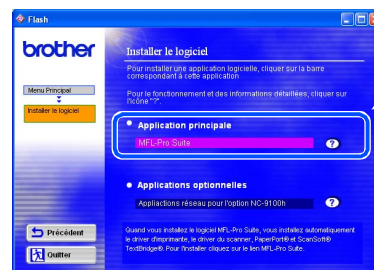 Flash
brother
Installer le logiciel
Pour installer une application logicielle, cliquer sur la barre
correspondant à cette application
Pour le fonctionnement et des informations détaillées, cliquer sur
l'icône "?".
Menu Principal
Installer le logiciel
Application principale
MFL-Pro Suite
?
Applications optionnelles
Appliactions réseau pour l'option NC-9100h
?
Précédent
Quitter
Quand vous installez le logiciel MFL-Pro Suite, vous installez automatiquement
le driver d'imprimante, le driver du scanner, PaperPort® et ScanSoft®
TextBridge®. Pour l'installer cliquez sur le lien MFL-Pro Suite.